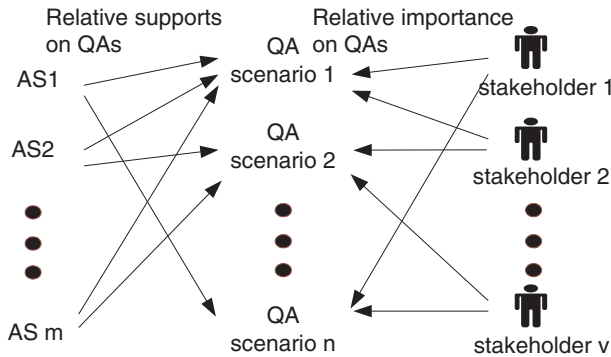 Relative supports
on QAs
Relative importance
on QAs
AS1
AS2
AS m
QA
scenario 1
QA
scenario 2
QA
scenario n
stakeholder 1
stakeholder 2
stakeholder v